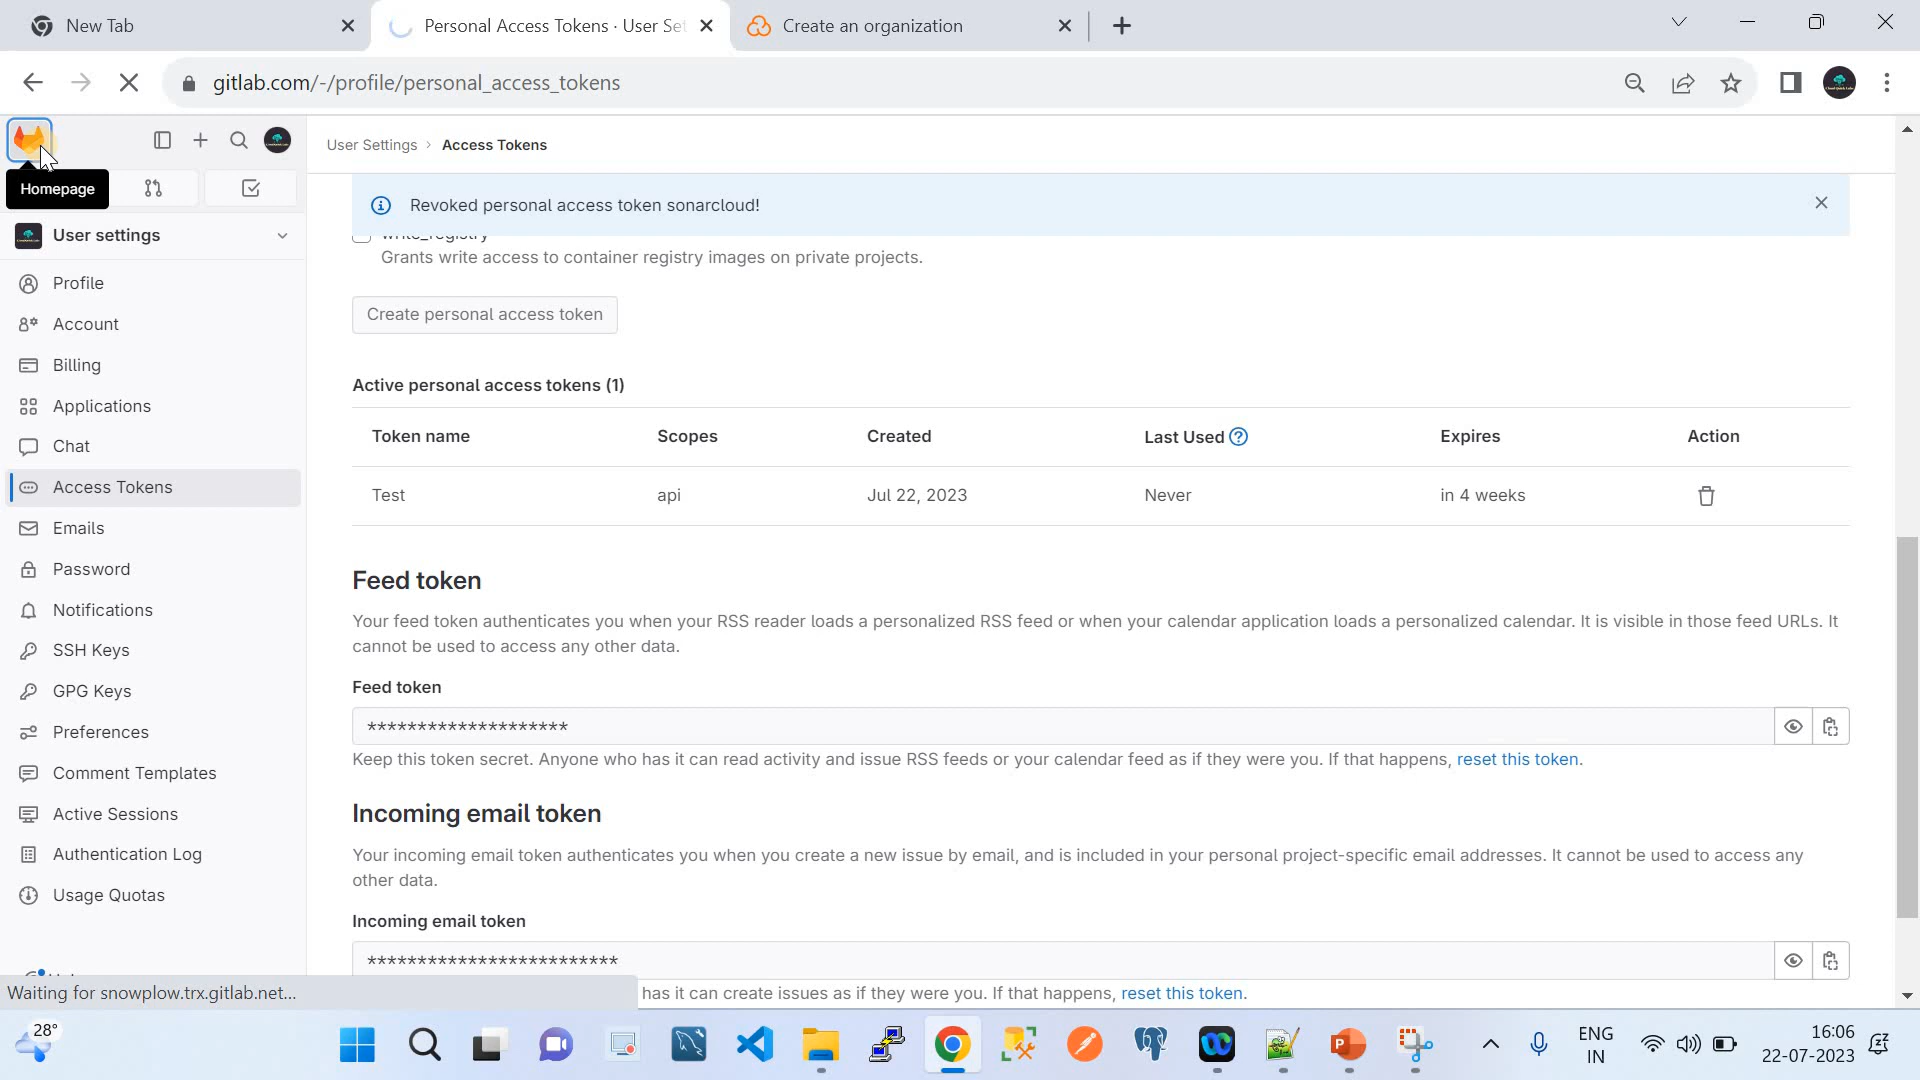 New Tab
Personal Access Tokens · User Set
Create an organization
gitlab.com/-/profile/personal_access_tokens
Homepage
User Settings › Access Tokens
Revoked personal access token sonarcloud!
User settings
write_registry
Grants write access to container registry images on private projects.
Profile
Account
Billing
Applications
Chat
Access Tokens
Emails
Password
Notifications
SSH Keys
GPG Keys
Preferences
Comment Templates
Active Sessions
Authentication Log
Usage Quotas
Create personal access token
Active personal access tokens (1)
Token name Scopes Created Last Used Expires Action
Test api Jul 22, 2023 Never in 4 weeks
Feed token
Your feed token authenticates you when your RSS reader loads a personalized RSS feed or when your calendar application loads a personalized calendar. It is visible in those feed URLs. It
cannot be used to access any other data.
Feed token
********************
Keep this token secret. Anyone who has it can read activity and issue RSS feeds or your calendar feed as if they were you. If that happens, reset this token.
Incoming email token
Your incoming email token authenticates you when you create a new issue by email, and is included in your personal project-specific email addresses. It cannot be used to access any
other data.
Incoming email token
*************************
has it can create issues as if they were you. If that happens, reset this token.
Waiting for snowplow.trx.gitlab.net...
28°
ENG
IN
16:06
22-07-2023